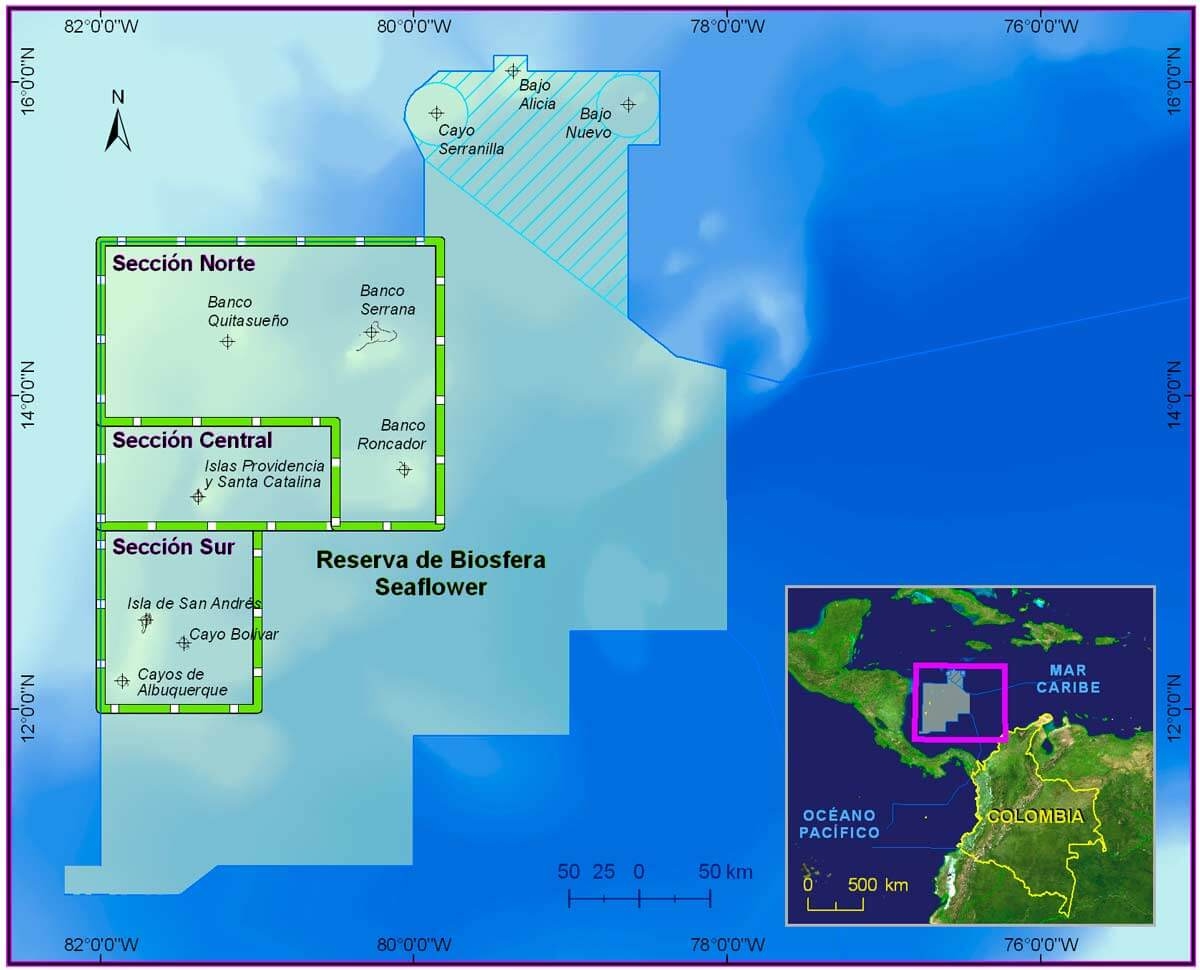 82°0'0"W
80°0'0"W
78°0'0"W
76°0'0"W
16°0'0"N
16°0'0"N
N
Bajo
Alicia
Bajo
Nuevo
Cayo
Serranilla
Sección Norte
Banco
Quitasueño
Banco
Serrana
14°0'0"N
14°0'0"N
Banco
Roncador
Sección Central
Islas Providencia
y Santa Catalina
Sección Sur
Reserva de Biosfera
Seaflower
Isla de San Andrés
Cayo Bolívar
Cayos de
Albuquerque
12°0'0"N
12°0'0"N
MAR
CARIBE
OCÉANO
PACÍFICO
COLOMBIA
0 500 km
50 25 0 50 km
82°0'0"W
80°0'0"W
78°0'0"W
76°0'0"W